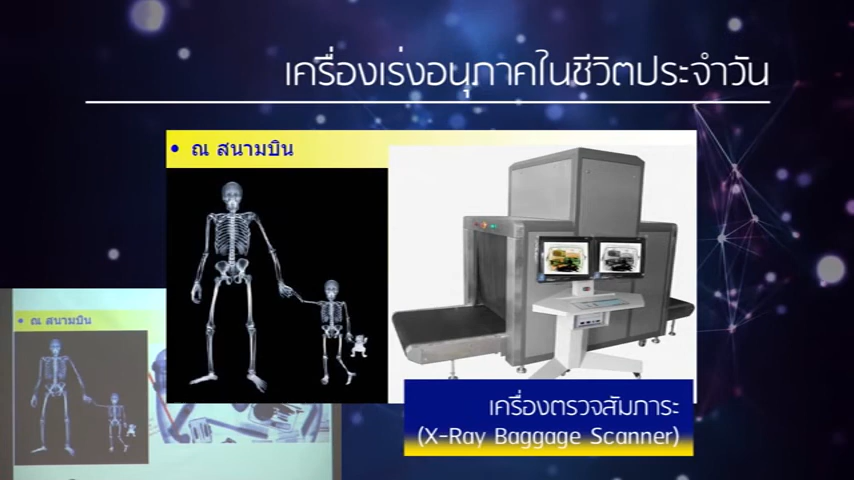 เครื่องเร่งอนุภาคในชีวิตประจำวัน
• ณ สนามบิน
• ณ สนามบิน
เครื่องตรวจสัมภาระ
(X-Ray Baggage Scanner)